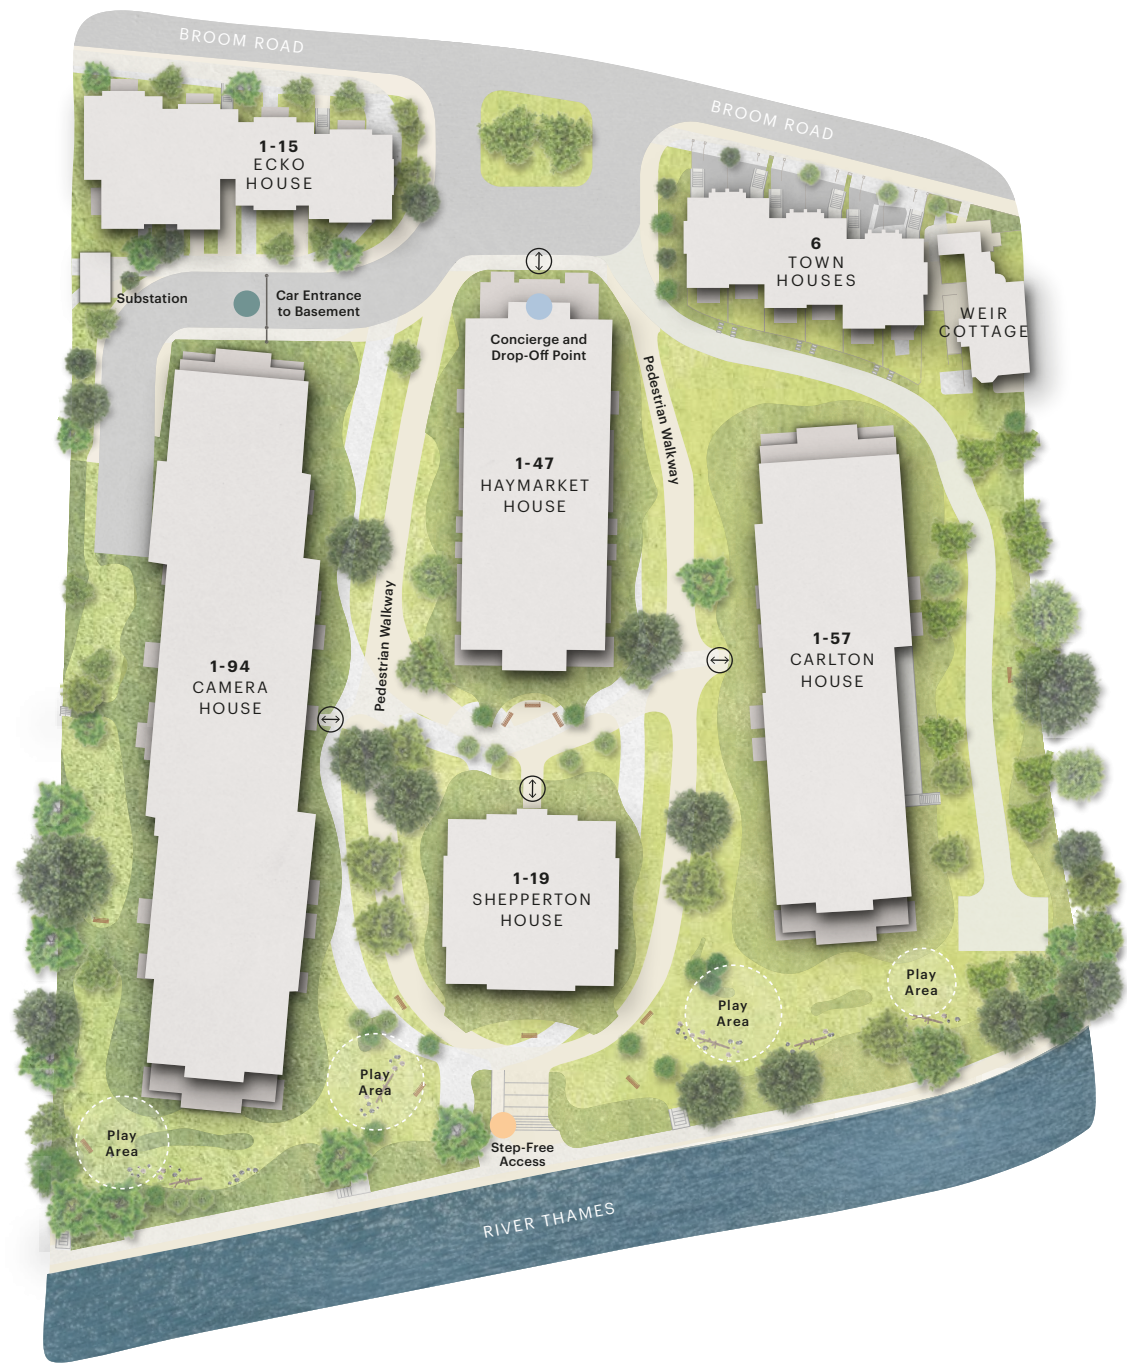 BROOM ROAD
BROOM ROAD
1-15
ECKO
HOUSE
6
TOWN
HOUSES
WEIR
COTTAGE
Substation
Car Entrance
to Basement
Concierge and
Drop-Off Point
Pedestrian Walkway
1-47
HAYMARKET
HOUSE
Pedestrian Walkway
1-94
CAMERA
HOUSE
1-57
CARLTON
HOUSE
1-19
SHEPPERTON
HOUSE
Play
Area
Play
Area
Play
Area
Play
Area
Step-Free
Access
RIVER THAMES